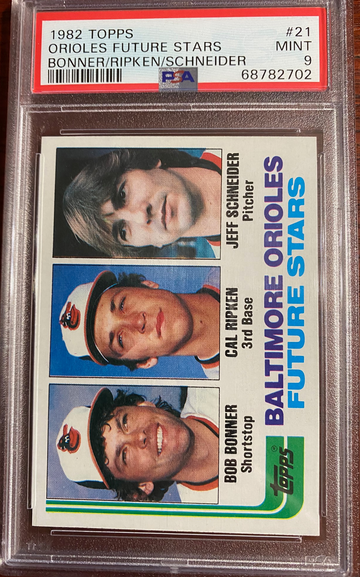 1982 TOPPS #21
ORIOLES FUTURE STARS MINT
BONNER/RIPKEN/SCHNEIDER 9
PSA 68782702
BOB BONNER
Shortstop
CAL RIPKEN
3rd Base
JEFF SCHNEIDER
Pitcher
BALTIMORE ORIOLES
FUTURE STARS
Topps®